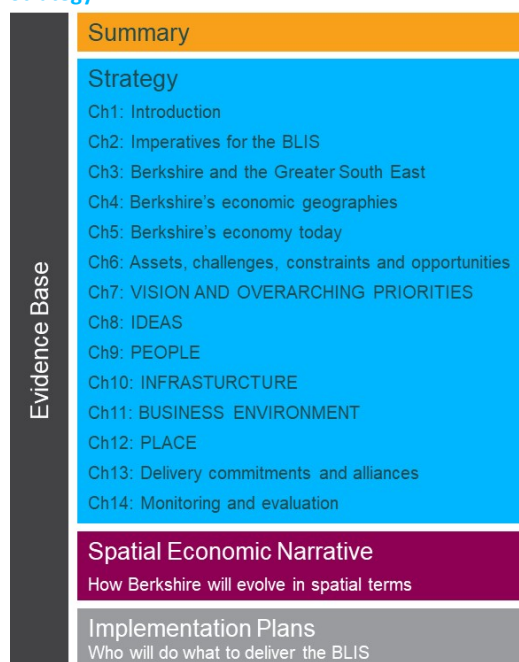 Evidence Base
Summary
Strategy
Ch1: Introduction
Ch2: Imperatives for the BLIS
Ch3: Berkshire and the Greater South East
Ch4: Berkshire's economic geographies
Ch5: Berkshire's economy today
Ch6: Assets, challenges, constraints and opportunities
Ch7: VISION AND OVERARCHING PRIORITIES
Ch8: IDEAS
Ch9: PEOPLE
Ch10: INFRASTURCTURE
Ch11: BUSINESS ENVIRONMENT
Ch12: PLACE
Ch13: Delivery commitments and alliances
Ch14: Monitoring and evaluation
Spatial Economic Narrative
How Berkshire will evolve in spatial terms
Implementation Plans
Who will do what to deliver the BLIS